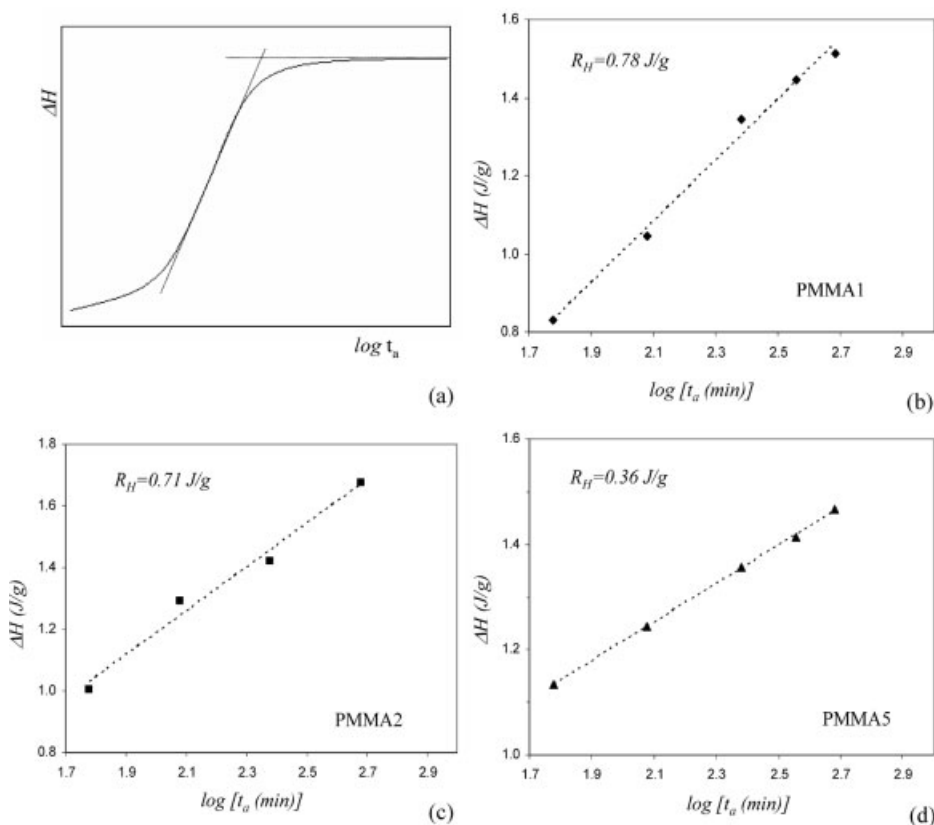 ΔH
log tₐ
(a)
1.6
1.4
1.2
1.0
0.8
ΔH (J/g)
R_H=0.78 J/g
PMMA1
1.7 1.9 2.1 2.3 2.5 2.7 2.9
log [tₐ (min)]
(b)
1.8
1.6
1.4
1.2
1.0
0.8
ΔH (J/g)
R_H=0.71 J/g
PMMA2
1.7 1.9 2.1 2.3 2.5 2.7 2.9
log [tₐ (min)]
(c)
1.6
1.4
1.2
1.0
ΔH (J/g)
R_H=0.36 J/g
PMMA5
1.7 1.9 2.1 2.3 2.5 2.7 2.9
log [tₐ (min)]
(d)